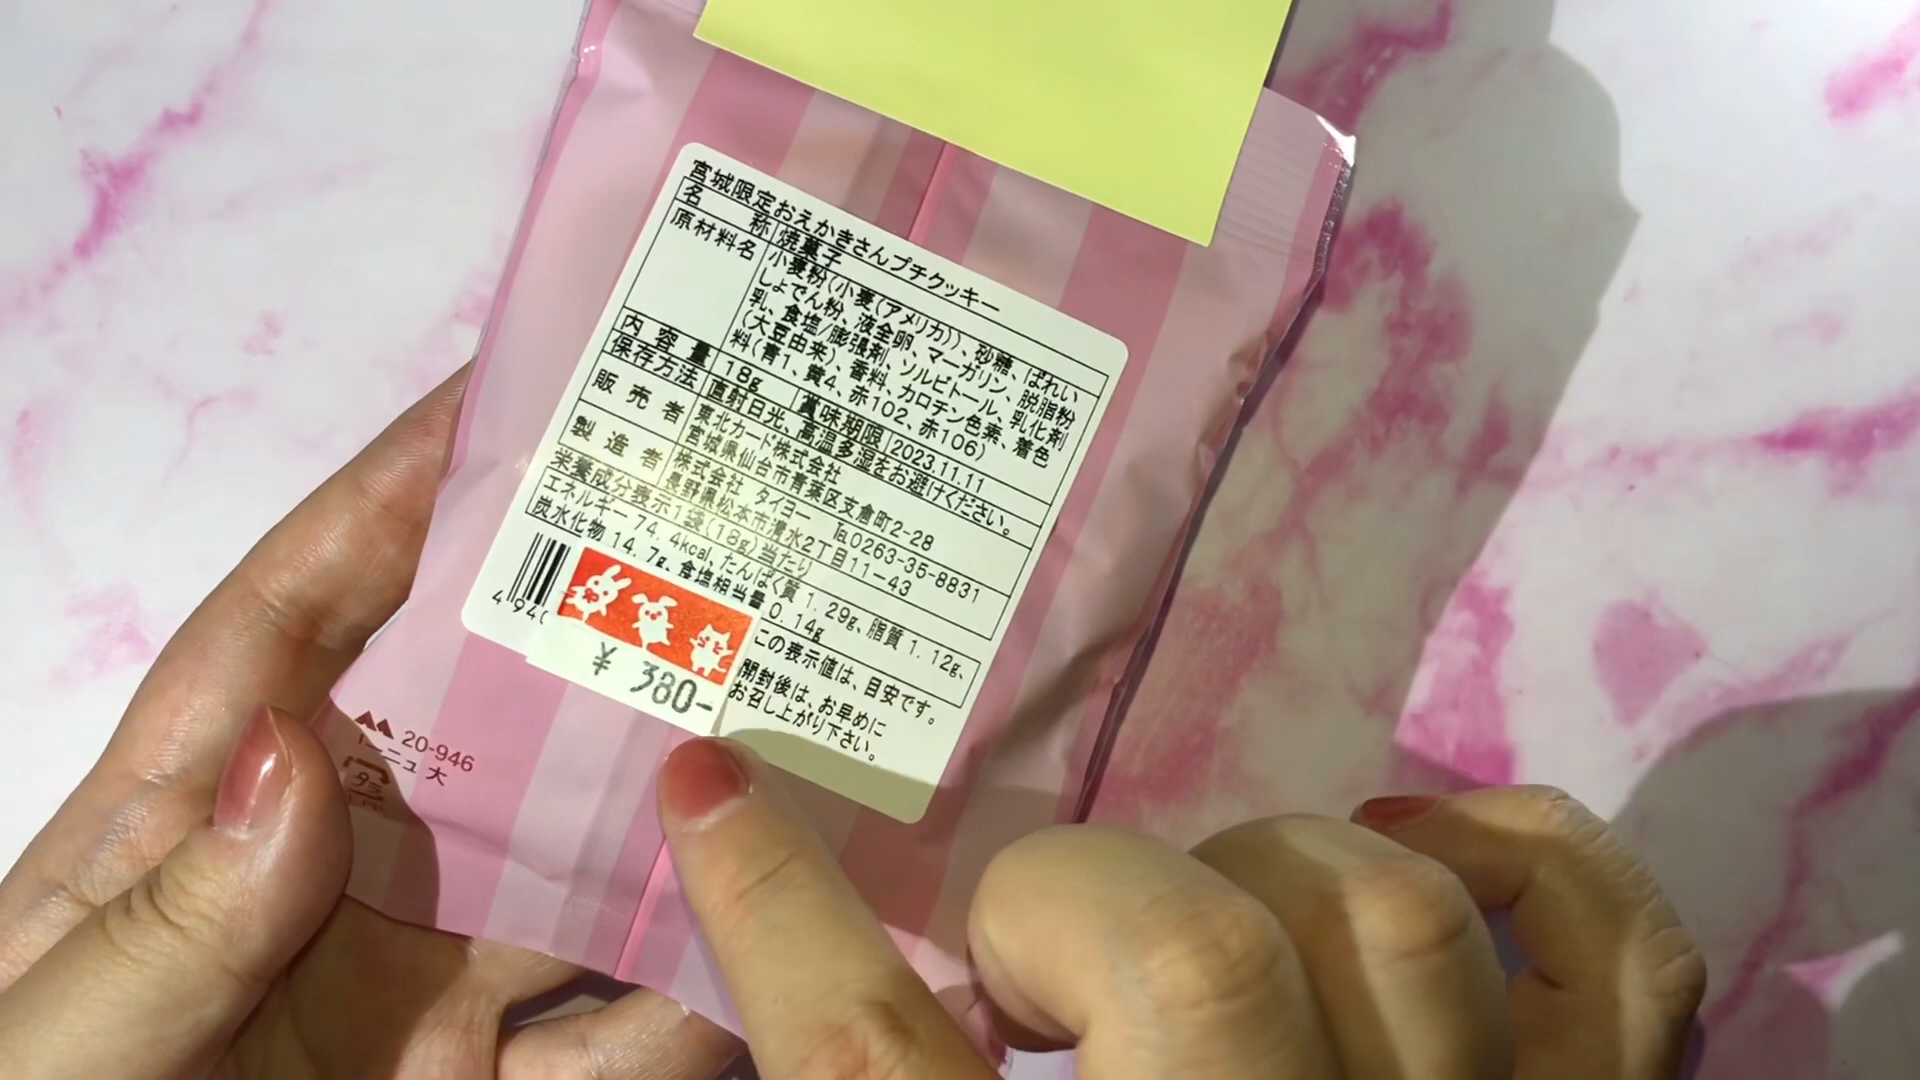 宮城限定おえかきさんプチクッキー
名 称 焼菓子
原材料名 小麦粉(小麦(アメリカ))、砂糖、ばれい
しょでん粉、液全卵、マーガリン、脱脂粉
乳、食塩/膨張剤、ソルビトール、乳化剤
(大豆由来)、香料、カロチン色素、着色
料(青1、黄4、赤102、赤106)
内 容 量 18g 賞味期限 2023.11.11
保存方法 直射日光、高温多湿をお避けください。
販 売 者 東北カード株式会社
宮城県仙台市青葉区支倉町2-28
製 造 者 株式会社 タイヨー ℡0263-35-8831
長野県松本市清水2丁目11-43
栄養成分表示1袋(18g)当たり
エネルギー 74.4kcal、たんぱく質 1.29g、脂質 1.12g、
炭水化物 14.7g、食塩相当量 0.14g
この表示値は、目安です。
開封後は、お早めに
お召し上がり下さい。
494
¥ 380-
20-946
ーニュ大
プラ